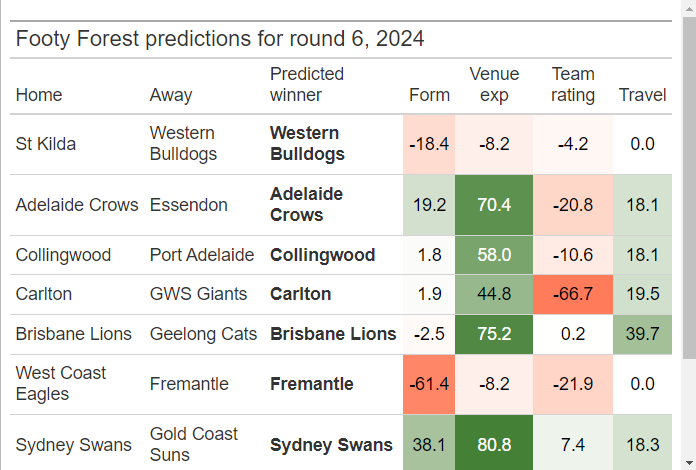 Footy Forest predictions for round 6, 2024
Home Away Predicted winner Form Venue exp Team rating Travel
St Kilda Western Bulldogs Western Bulldogs -18.4 -8.2 -4.2 0.0
Adelaide Crows Essendon Adelaide Crows 19.2 70.4 -20.8 18.1
Collingwood Port Adelaide Collingwood 1.8 58.0 -10.6 18.1
Carlton GWS Giants Carlton 1.9 44.8 -66.7 19.5
Brisbane Lions Geelong Cats Brisbane Lions -2.5 75.2 0.2 39.7
West Coast Eagles Fremantle Fremantle -61.4 -8.2 -21.9 0.0
Sydney Swans Gold Coast Suns Sydney Swans 38.1 80.8 7.4 18.3